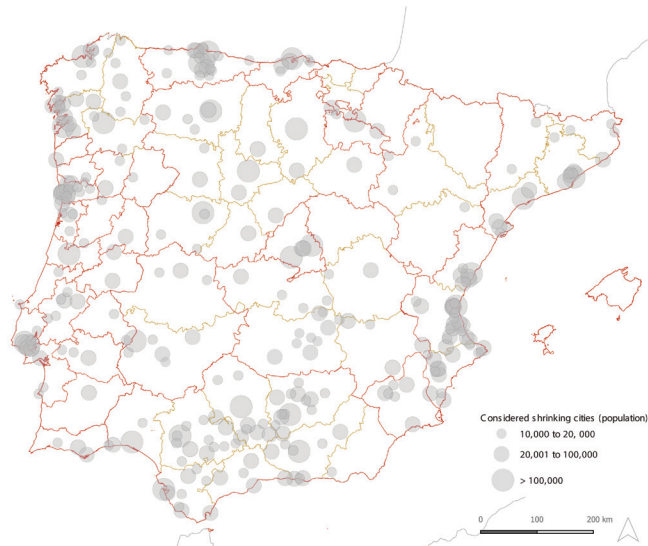 Considered shrinking cities (population)
10,000 to 20, 000
20,001 to 100,000
> 100,000
0 100 200 km